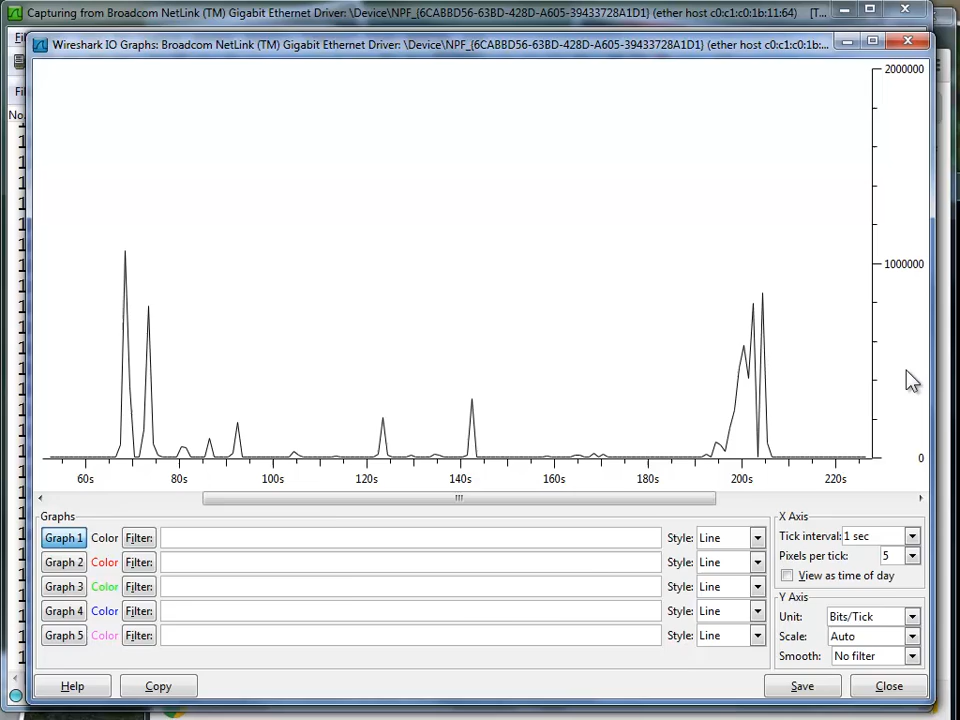 Capturing from Broadcom NetLink (TM) Gigabit Ethernet Driver: \Device\NPF_{6CABBD56-63BD-428D-A605-39433728A1D1} (ether host c0:c1:c0:1b:11:64) [T...
Wireshark IO Graphs: Broadcom NetLink (TM) Gigabit Ethernet Driver: \Device\NPF_{6CABBD56-63BD-428D-A605-39433728A1D1} (ether host c0:c1:c0:1b:...
2000000
No.
1000000
0
60s 80s 100s 120s 140s 160s 180s 200s 220s
Graphs
Graph 1 Color Filter: Style: Line
Graph 2 Color Filter: Style: Line
Graph 3 Color Filter: Style: Line
Graph 4 Color Filter: Style: Line
Graph 5 Color Filter: Style: Line
X Axis
Tick interval: 1 sec
Pixels per tick: 5
View as time of day
Y Axis
Unit: Bits/Tick
Scale: Auto
Smooth: No filter
Help Copy Save Close